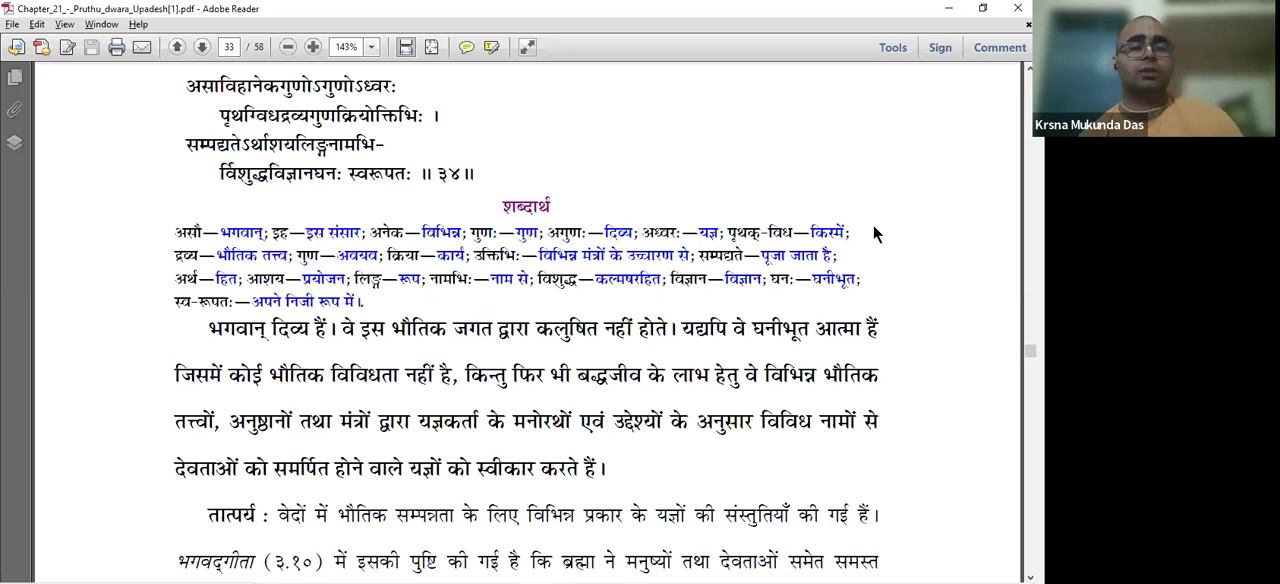 Chapter_21_-_Pruthu_dwara_Upadesh[1].pdf - Adobe Reader
File Edit View Window Help
33 / 58 143% Tools Sign Comment
Krsna Mukunda Das
असाविहानेकगुणोऽगुणोऽध्वरः
पृथग्विधद्रव्यगुणक्रियोक्तिभिः ।
सम्पद्यतेऽर्थाशयलिङ्गनामभि-
र्विशुद्धविज्ञानघनः स्वरूपतः ॥ ३४॥
शब्दार्थ
असौ—भगवान्; इह—इस संसार; अनेक—विभिन्न; गुणः—गुण; अगुणः—दिव्य; अध्वरः—यज्ञ; पृथक्-विध—किस्में;
द्रव्य—भौतिक तत्त्व; गुण—अवयव; क्रिया—कार्य; उक्तिभिः—विभिन्न मंत्रों के उच्चारण से; सम्पद्यते—पूजा जाता है;
अर्थ—हित; आशय—प्रयोजन; लिङ्ग—रूप; नामभिः—नाम से; विशुद्ध—कल्मषरहित; विज्ञान—विज्ञान; घनः—घनीभूत;
स्व-रूपतः—अपने निजी रूप में।.
भगवान् दिव्य हैं। वे इस भौतिक जगत द्वारा कलुषित नहीं होते। यद्यपि वे घनीभूत आत्मा हैं
जिसमें कोई भौतिक विविधता नहीं है, किन्तु फिर भी बद्धजीव के लाभ हेतु वे विभिन्न भौतिक
तत्त्वों, अनुष्ठानों तथा मंत्रों द्वारा यज्ञकर्ता के मनोरथों एवं उद्देश्यों के अनुसार विविध नामों से
देवताओं को समर्पित होने वाले यज्ञों को स्वीकार करते हैं।
तात्पर्य : वेदों में भौतिक सम्पन्नता के लिए विभिन्न प्रकार के यज्ञों की संस्तुतियाँ की गई हैं।
भगवद्‌गीता (३.१०) में इसकी पुष्टि की गई है कि ब्रह्मा ने मनुष्यों तथा देवताओं समेत समस्त